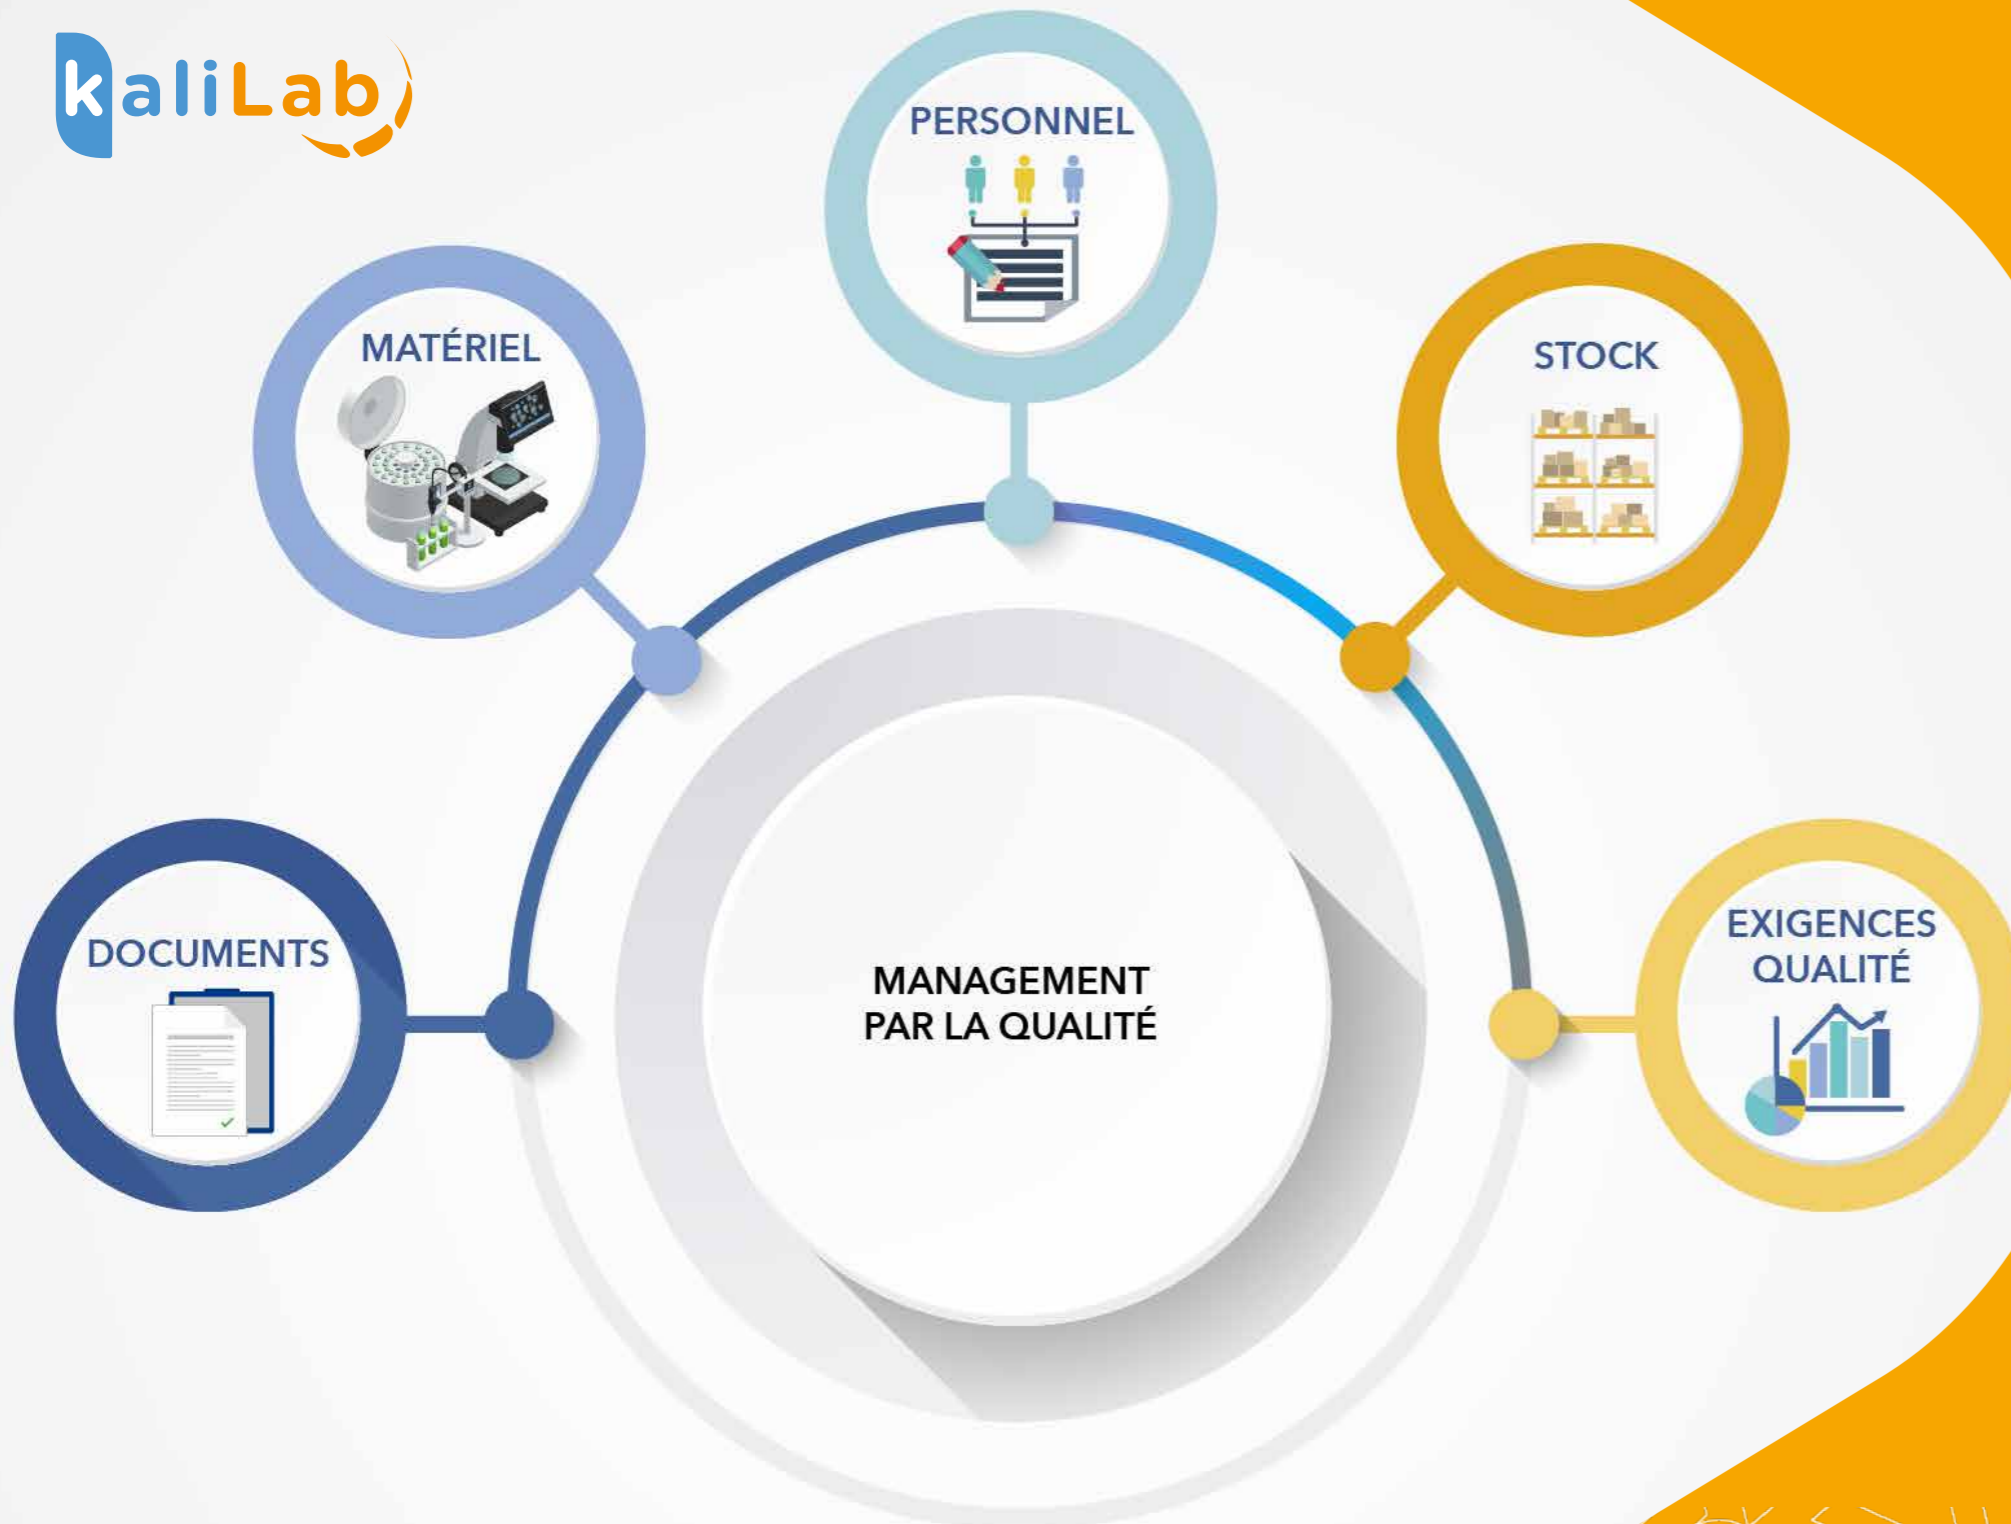 kaliLab
PERSONNEL
MATÉRIEL
STOCK
DOCUMENTS
EXIGENCES
QUALITÉ
MANAGEMENT
PAR LA QUALITÉ